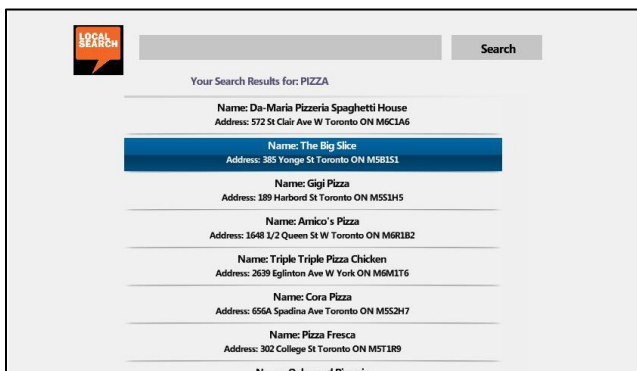 LOCAL
SEARCH
Search
Your Search Results for: PIZZA
Name: Da-Maria Pizzeria Spaghetti House
Address: 572 St Clair Ave W Toronto ON M6C1A6
Name: The Big Slice
Address: 385 Yonge St Toronto ON M5B1S1
Name: Gigi Pizza
Address: 189 Harbord St Toronto ON M5S1H5
Name: Amico's Pizza
Address: 1648 1/2 Queen St W Toronto ON M6R1B2
Name: Triple Triple Pizza Chicken
Address: 2639 Eglinton Ave W York ON M6M1T6
Name: Cora Pizza
Address: 656A Spadina Ave Toronto ON M5S2H7
Name: Pizza Fresca
Address: 302 College St Toronto ON M5T1R9